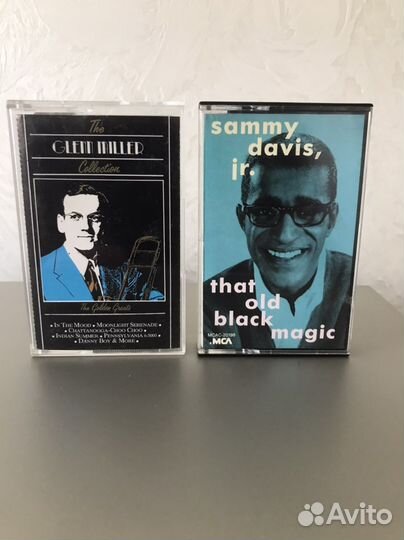 The
GLENN MILLER
Collection
The Golden Greats
• IN THE MOOD • MOONLIGHT SERENADE •
• CHATTANOOGA-CHOO CHOO •
• INDIAN SUMMER • PENNSYLVANIA 6-5000 •
• DANNY BOY & MORE •
sammy
davis,
jr.
that
old
black
magic
MCAC-20198
MCA
Avito